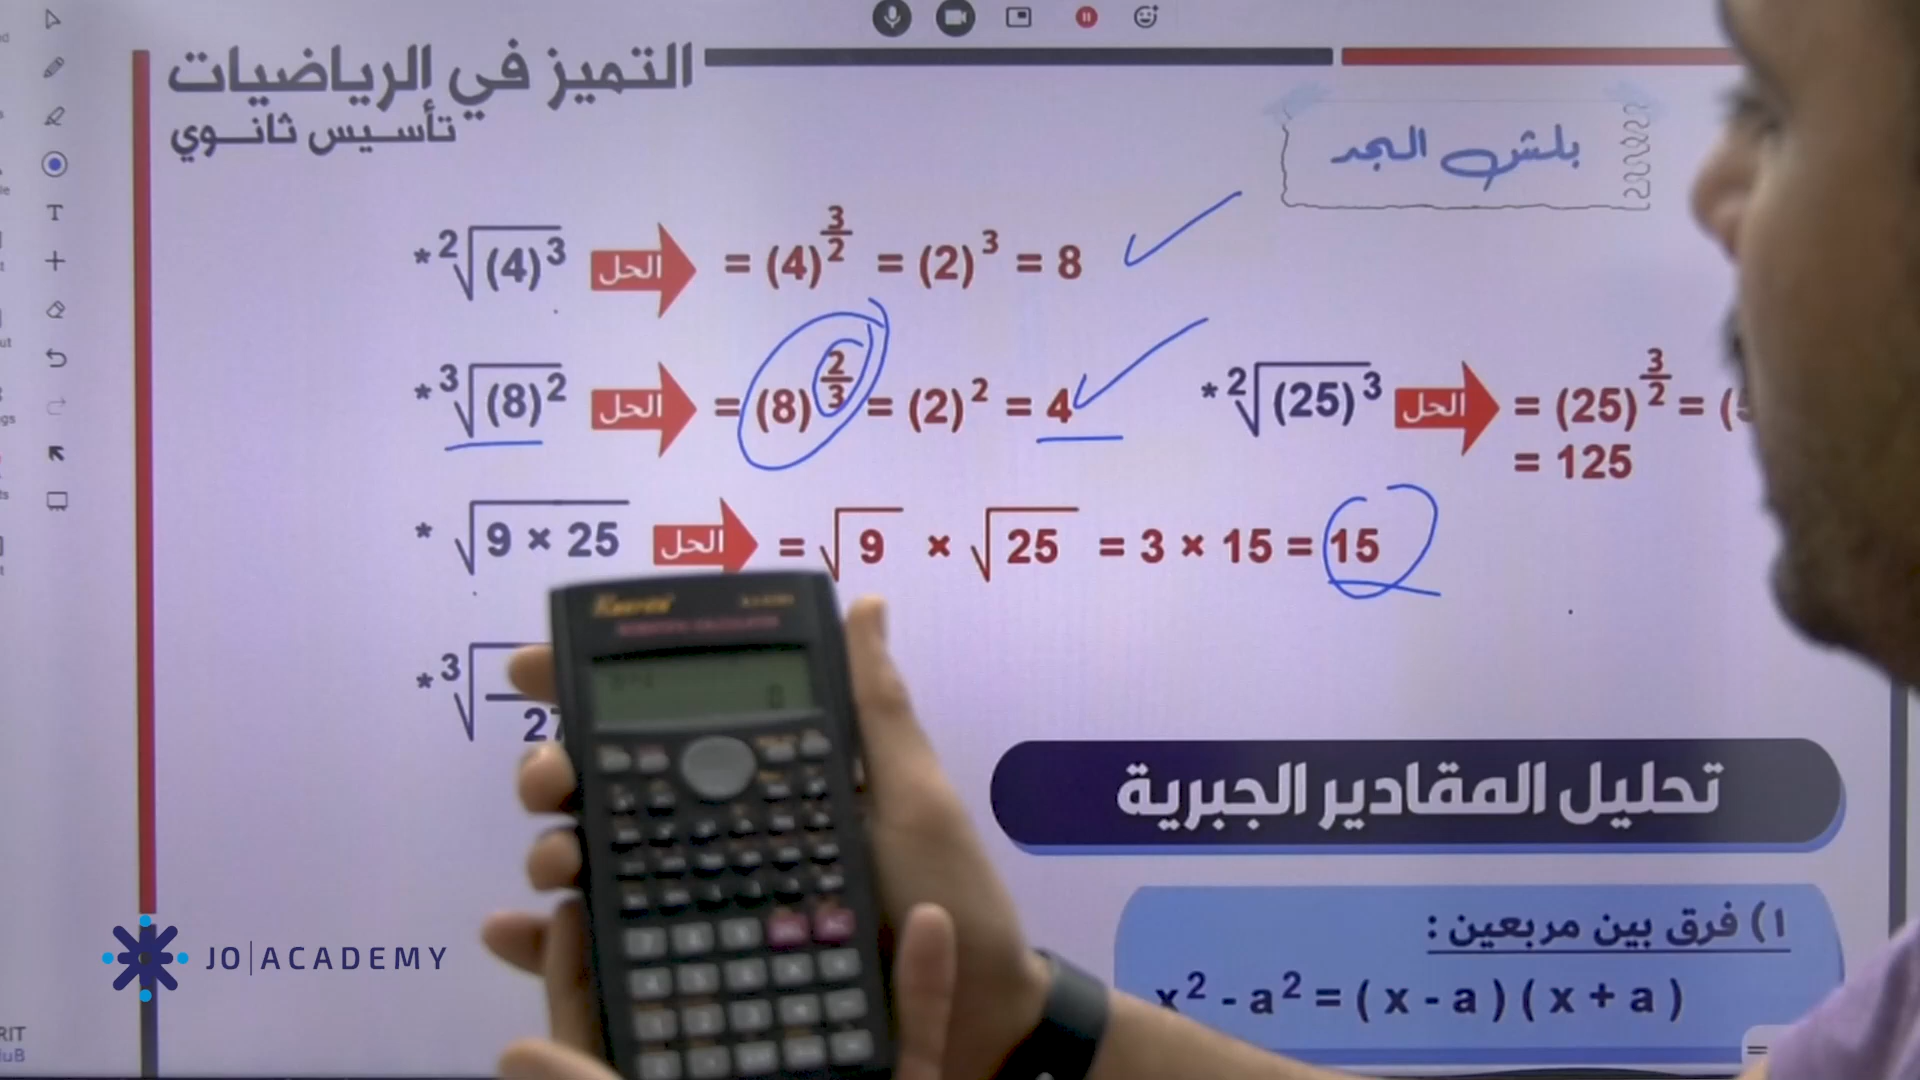 التميز في الرياضيات
تأسيس ثانوي
بلش الجد
* ²√(4)³ الحل = (4)^(3/2) = (2)³ = 8
* ³√(8)² الحل = (8)^(2/3) = (2)² = 4
* ²√(25)³ الحل = (25)^(3/2) = (
= 125
* √9 × 25 الحل = √9 × √25 = 3 × 15 = 15
* ³√
تحليل المقادير الجبرية
١) فرق بين مربعين :
x² - a² = ( x - a ) ( x + a )
JO|ACADEMY